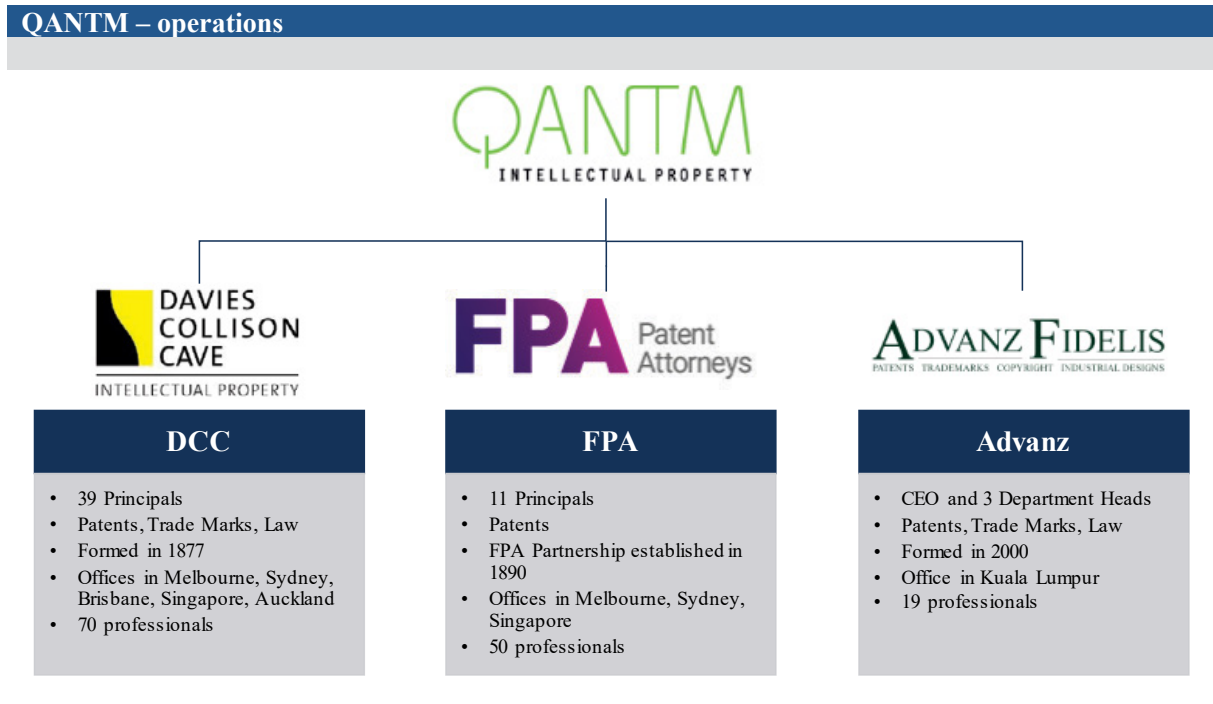 QANTM – operations
QANTM
INTELLECTUAL PROPERTY
DAVIES
COLLISON
CAVE
INTELLECTUAL PROPERTY
FPA Patent
Attorneys
ADVANZ FIDELIS
PATENTS TRADEMARKS COPYRIGHT INDUSTRIAL DESIGNS
DCC
• 39 Principals
• Patents, Trade Marks, Law
• Formed in 1877
• Offices in Melbourne, Sydney,
Brisbane, Singapore, Auckland
• 70 professionals
FPA
• 11 Principals
• Patents
• FPA Partnership established in
1890
• Offices in Melbourne, Sydney,
Singapore
• 50 professionals
Advanz
• CEO and 3 Department Heads
• Patents, Trade Marks, Law
• Formed in 2000
• Office in Kuala Lumpur
• 19 professionals